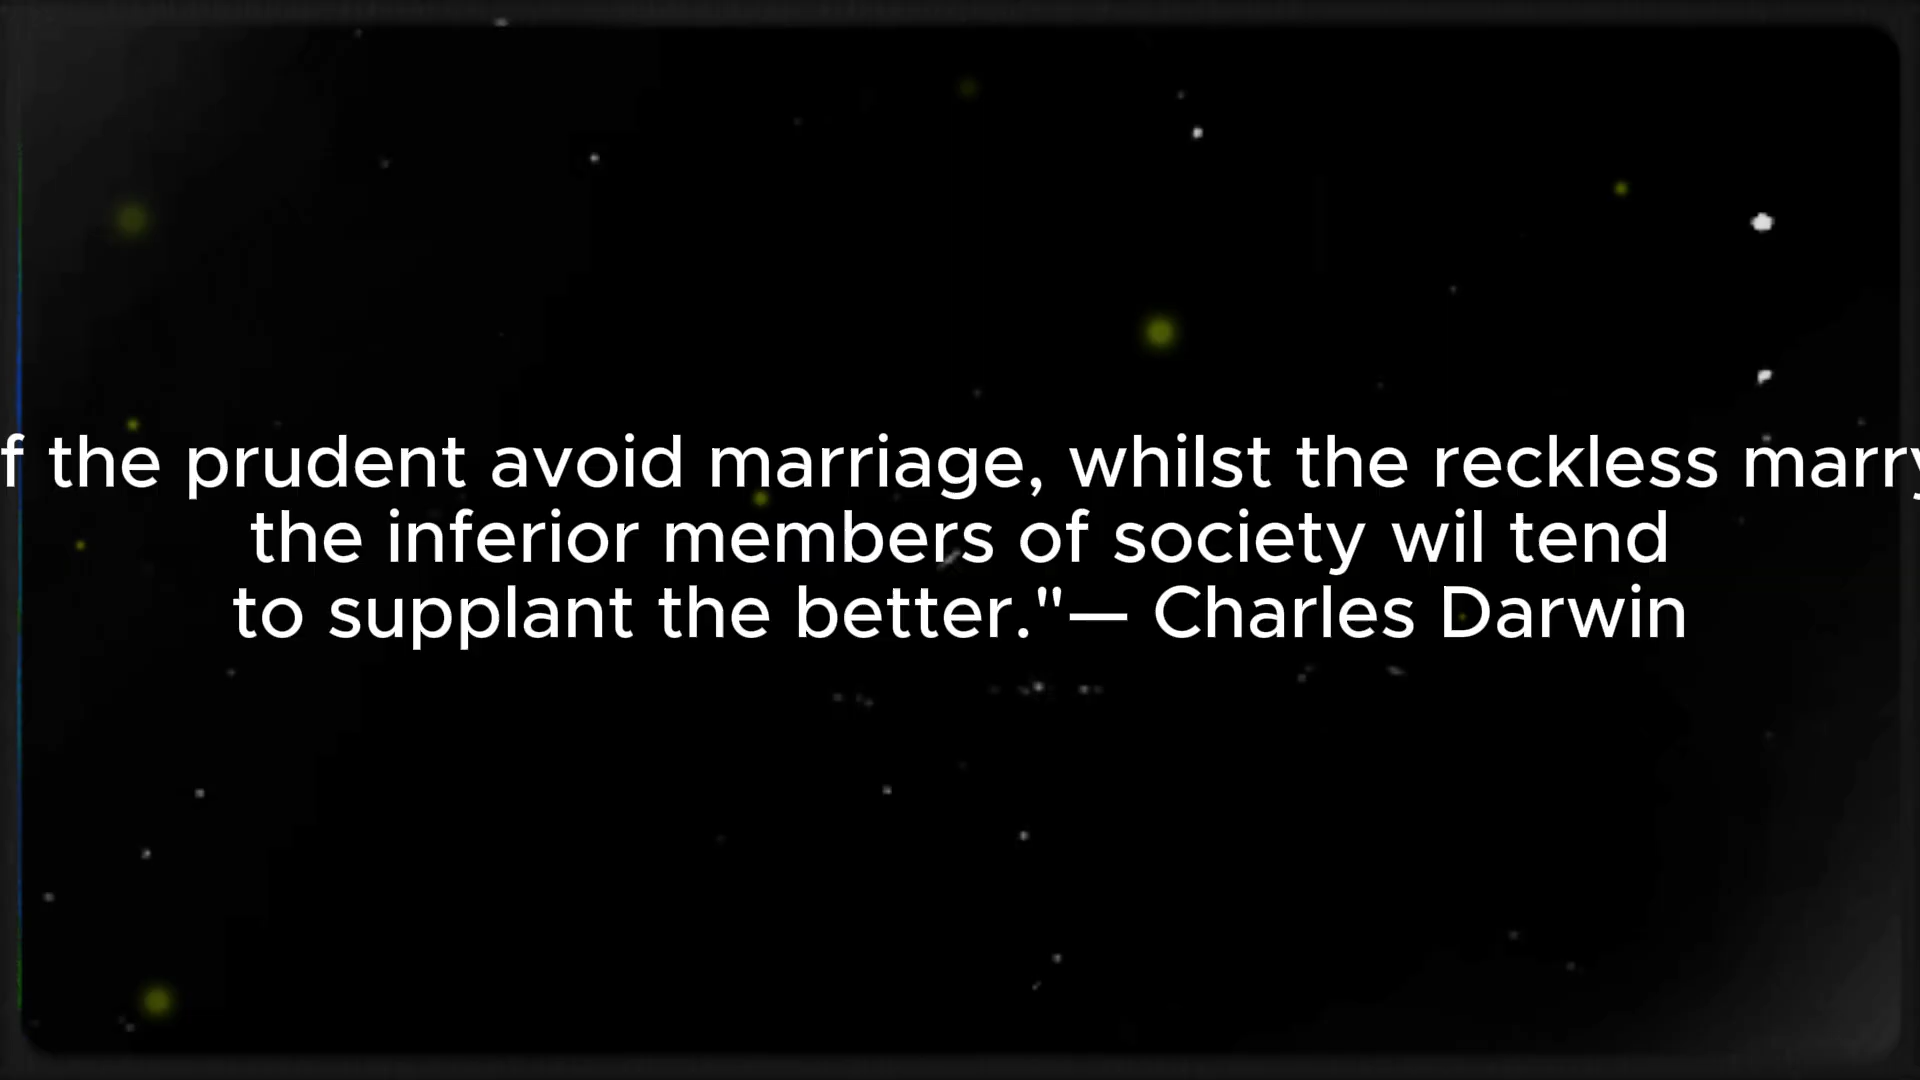 f the prudent avoid marriage, whilst the reckless marry
the inferior members of society wil tend
to supplant the better."— Charles Darwin